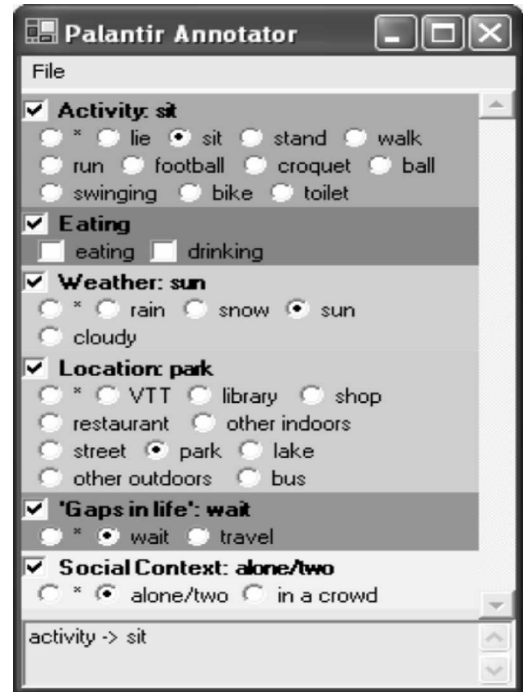 Palantir Annotator
File
Activity: sit
* lie sit stand walk
run football croquet ball
swinging bike toilet
Eating
eating drinking
Weather: sun
* rain snow sun
cloudy
Location: park
* VTT library shop
restaurant other indoors
street park lake
other outdoors bus
'Gaps in life': wait
* wait travel
Social Context: alone/two
* alone/two in a crowd
activity -> sit